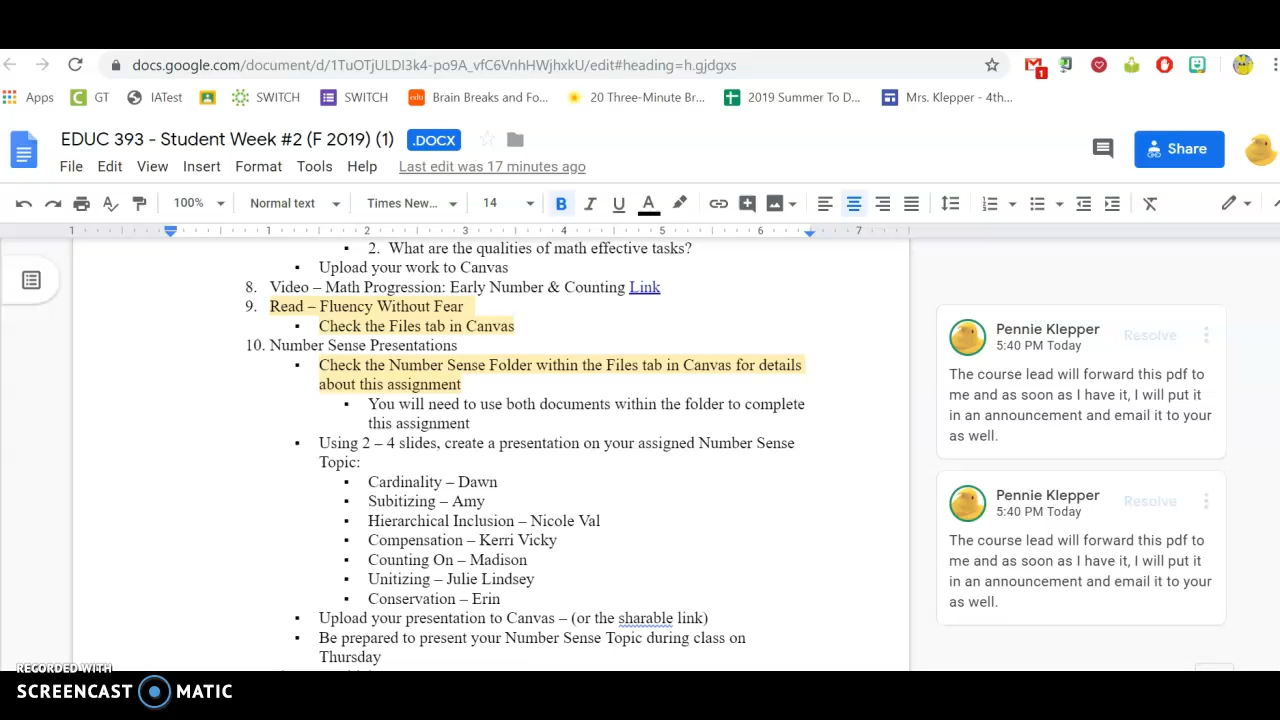 docs.google.com/document/d/1TuOTjULDI3k4-po9A_vfC6VnhHWjhxkU/edit#heading=h.gjdgxs
1
Apps GT IATest SWITCH SWITCH Brain Breaks and Fo... 20 Three-Minute Br... 2019 Summer To D... Mrs. Klepper - 4th...
EDUC 393 - Student Week #2 (F 2019) (1) .DOCX
Share
File Edit View Insert Format Tools Help Last edit was 17 minutes ago
100% Normal text Times New... 14 B I U A
1 1 2 3 4 5 6 7
▪ 2. What are the qualities of math effective tasks?
▪ Upload your work to Canvas
8. Video – Math Progression: Early Number & Counting Link
9. Read – Fluency Without Fear
▪ Check the Files tab in Canvas
10. Number Sense Presentations
▪ Check the Number Sense Folder within the Files tab in Canvas for details
about this assignment
▪ You will need to use both documents within the folder to complete
this assignment
▪ Using 2 – 4 slides, create a presentation on your assigned Number Sense
Topic:
▪ Cardinality – Dawn
▪ Subitizing – Amy
▪ Hierarchical Inclusion – Nicole Val
▪ Compensation – Kerri Vicky
▪ Counting On – Madison
▪ Unitizing – Julie Lindsey
▪ Conservation – Erin
▪ Upload your presentation to Canvas – (or the sharable link)
▪ Be prepared to present your Number Sense Topic during class on
Thursday
Pennie Klepper
Resolve
5:40 PM Today
The course lead will forward this pdf to
me and as soon as I have it, I will put it
in an announcement and email it to your
as well.
Pennie Klepper
Resolve
5:40 PM Today
The course lead will forward this pdf to
me and as soon as I have it, I will put it
in an announcement and email it to your
as well.
RECORDED WITH
SCREENCAST MATIC